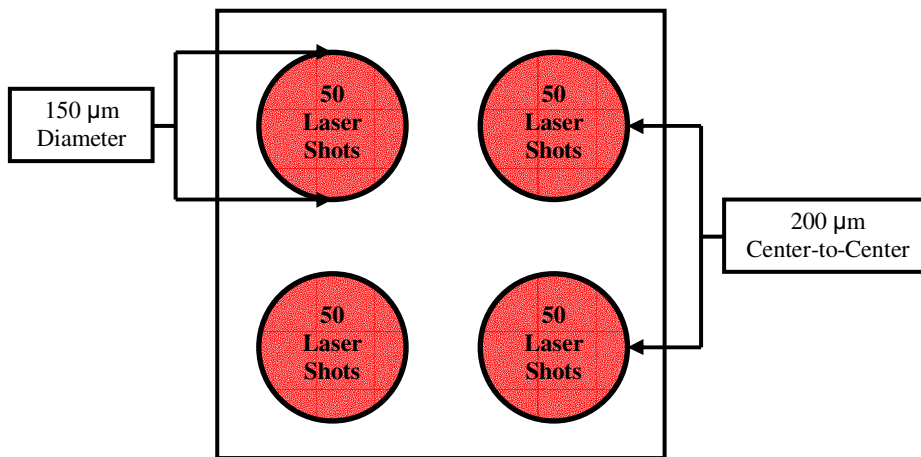 150 µm
Diameter
50
Laser
Shots
50
Laser
Shots
200 µm
Center-to-Center
50
Laser
Shots
50
Laser
Shots